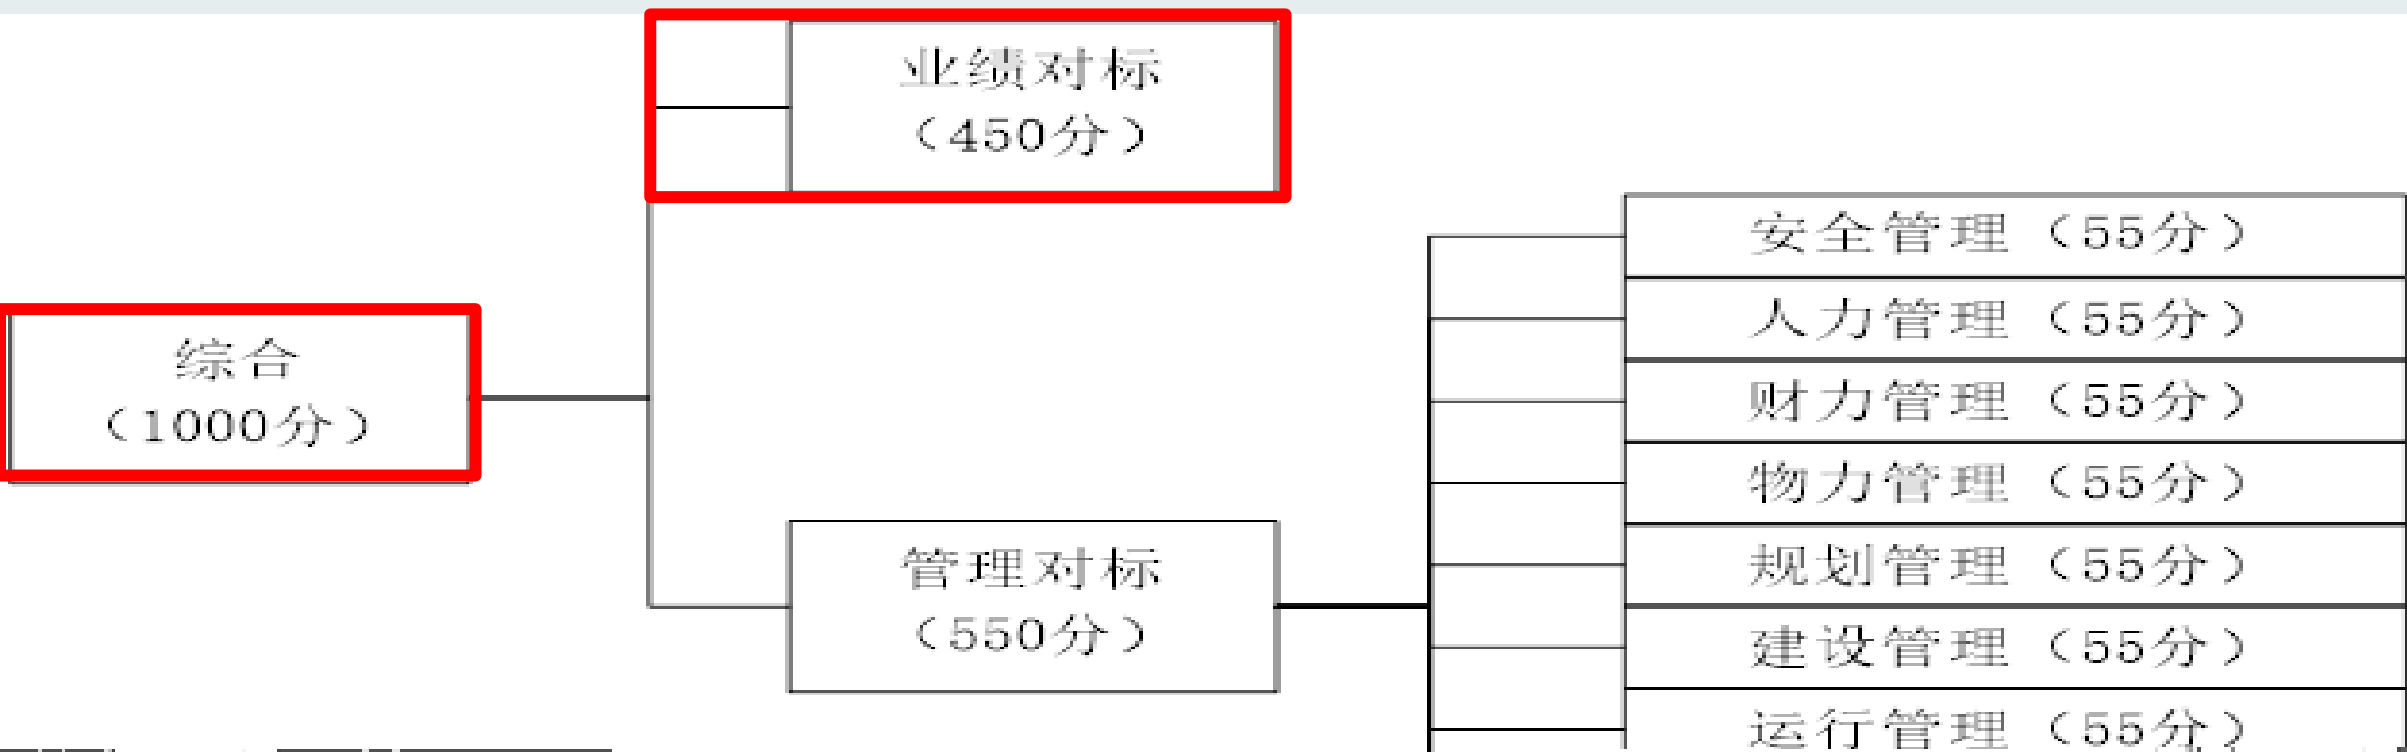 业绩对标
（450分）
综合
（1000分）
管理对标
（550分）
安全管理（55分）
人力管理（55分）
财力管理（55分）
物力管理（55分）
规划管理（55分）
建设管理（55分）
运行管理（55分）